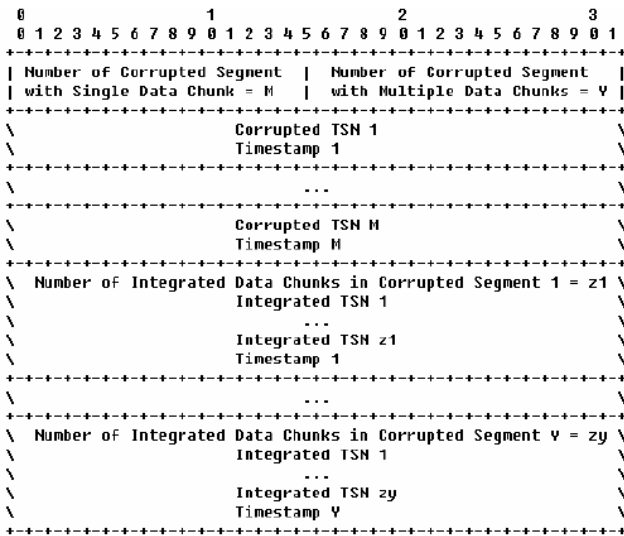 0                   1                   2                   3
0 1 2 3 4 5 6 7 8 9 0 1 2 3 4 5 6 7 8 9 0 1 2 3 4 5 6 7 8 9 0 1
+-+-+-+-+-+-+-+-+-+-+-+-+-+-+-+-+-+-+-+-+-+-+-+-+-+-+-+-+-+-+-+-+
| Number of Corrupted Segment | Number of Corrupted Segment |
| with Single Data Chunk = M | with Multiple Data Chunks = Y |
+-+-+-+-+-+-+-+-+-+-+-+-+-+-+-+-+-+-+-+-+-+-+-+-+-+-+-+-+-+-+-+-+
\ Corrupted TSN 1 \
\ Timestamp 1 \
+-+-+-+-+-+-+-+-+-+-+-+-+-+-+-+-+-+-+-+-+-+-+-+-+-+-+-+-+-+-+-+-+
\ ... \
+-+-+-+-+-+-+-+-+-+-+-+-+-+-+-+-+-+-+-+-+-+-+-+-+-+-+-+-+-+-+-+-+
\ Corrupted TSN M \
\ Timestamp M \
+-+-+-+-+-+-+-+-+-+-+-+-+-+-+-+-+-+-+-+-+-+-+-+-+-+-+-+-+-+-+-+-+
\ Number of Integrated Data Chunks in Corrupted Segment 1 = z1 \
\ Integrated TSN 1 \
\ ... \
\ Integrated TSN z1 \
\ Timestamp 1 \
+-+-+-+-+-+-+-+-+-+-+-+-+-+-+-+-+-+-+-+-+-+-+-+-+-+-+-+-+-+-+-+-+
\ ... \
+-+-+-+-+-+-+-+-+-+-+-+-+-+-+-+-+-+-+-+-+-+-+-+-+-+-+-+-+-+-+-+-+
\ Number of Integrated Data Chunks in Corrupted Segment Y = zy \
\ Integrated TSN 1 \
\ ... \
\ Integrated TSN zy \
\ Timestamp Y \
+-+-+-+-+-+-+-+-+-+-+-+-+-+-+-+-+-+-+-+-+-+-+-+-+-+-+-+-+-+-+-+-+